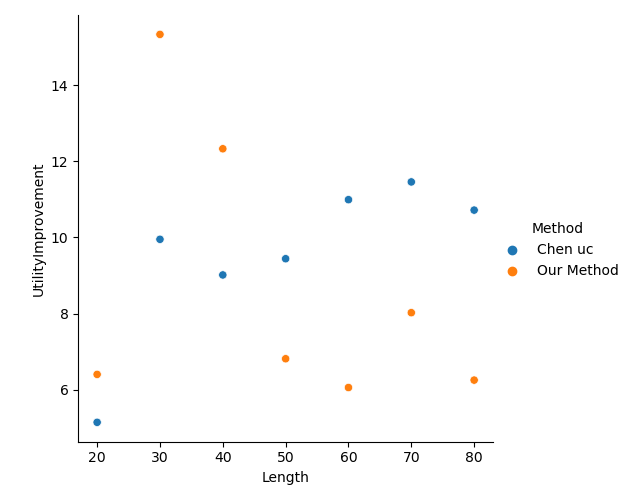 14
12
10
8
6
UtilityImprovement
20 30 40 50 60 70 80
Length
Method
Chen uc
Our Method